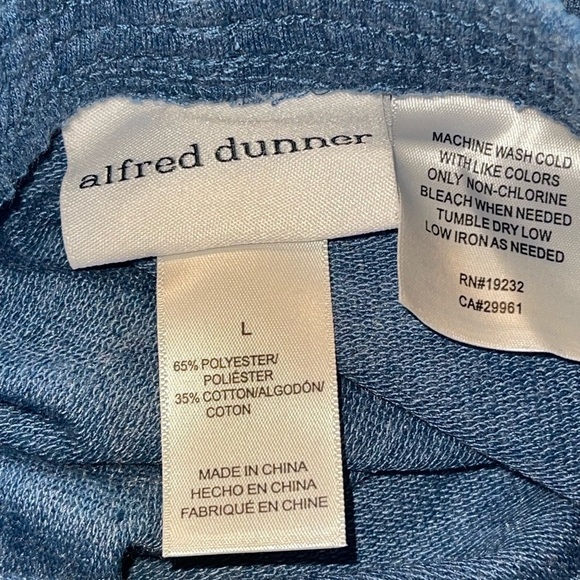 alfred dunner
MACHINE WASH COLD
WITH LIKE COLORS
ONLY NON-CHLORINE
BLEACH WHEN NEEDED
TUMBLE DRY LOW
LOW IRON AS NEEDED
RN#19232
CA#29961
L
65% POLYESTER/
POLIÉSTER
35% COTTON/ALGODÓN/
COTON
MADE IN CHINA
HECHO EN CHINA
FABRIQUÉ EN CHINE